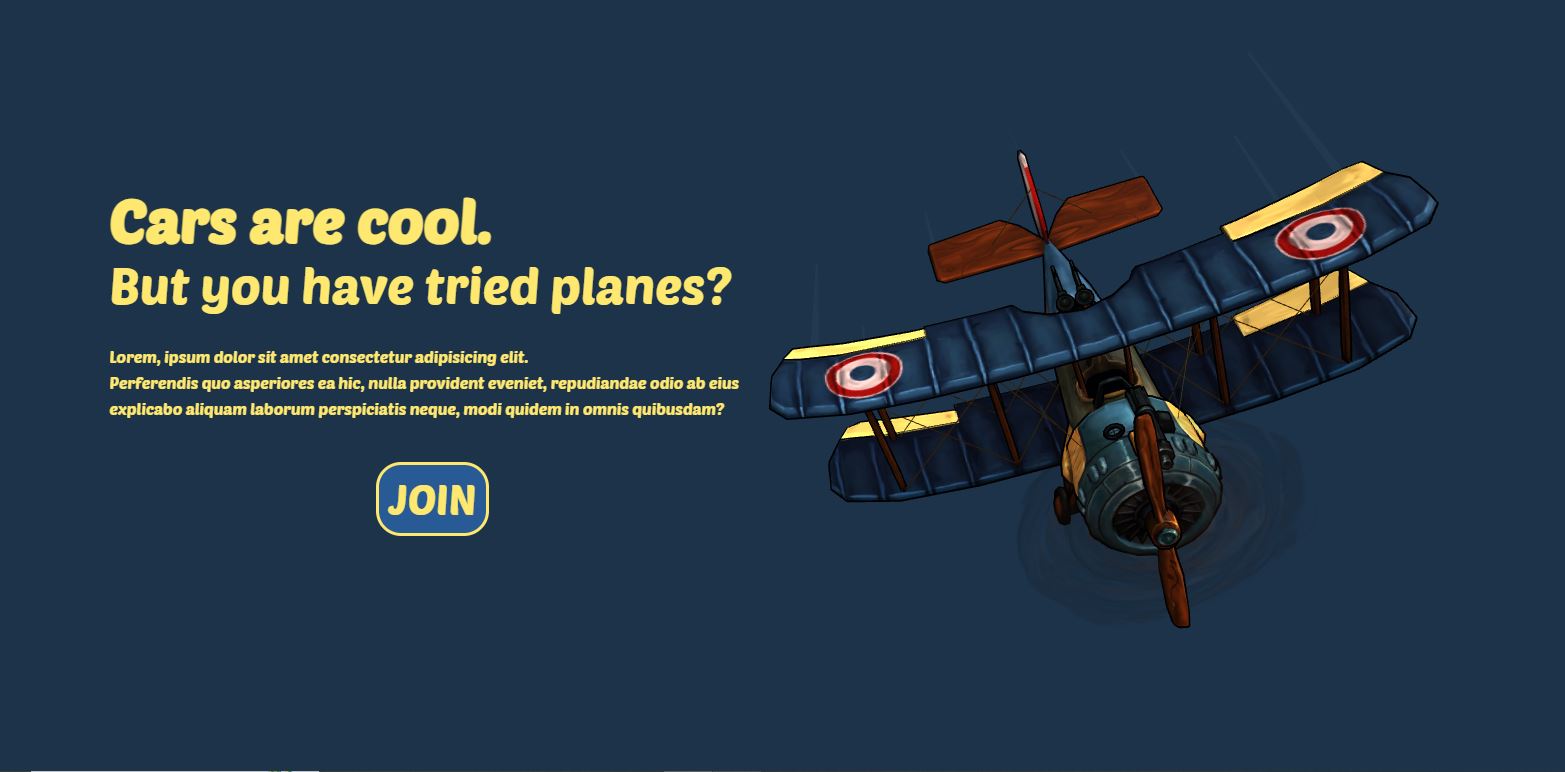 Cars are cool.
But you have tried planes?
Lorem, ipsum dolor sit amet consectetur adipisicing elit.
Perferendis quo asperiores ea hic, nulla provident eveniet, repudiandae odio ab eius
explicabo aliquam laborum perspiciatis neque, modi quidem in omnis quibusdam?
JOIN